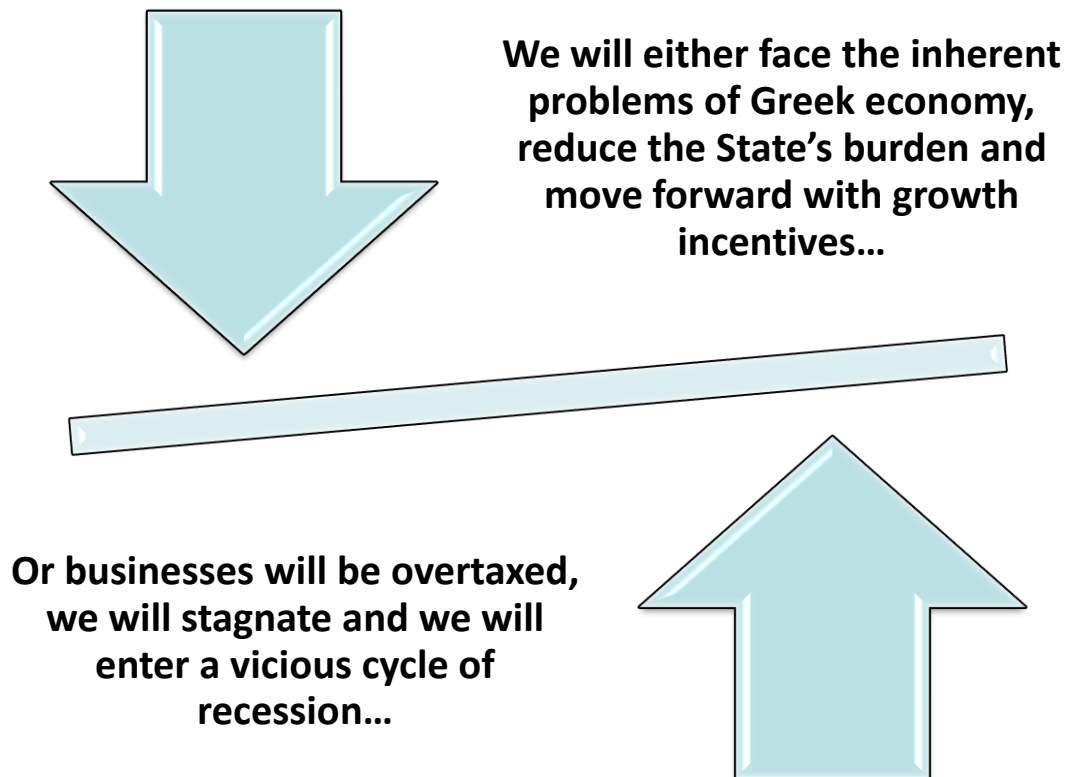 We will either face the inherent
problems of Greek economy,
reduce the State’s burden and
move forward with growth
incentives…
Or businesses will be overtaxed,
we will stagnate and we will
enter a vicious cycle of
recession…